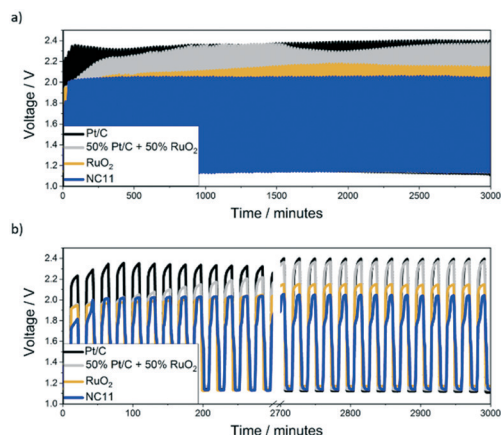 a)
2.4
2.2
2.0
1.8
1.6
1.4
1.2
1.0
Voltage / V
Pt/C
50% Pt/C + 50% RuO₂
RuO₂
NC11
0 500 1000 1500 2000 2500 3000
Time / minutes
b)
2.4
2.2
2.0
1.8
1.6
1.4
1.2
1.0
Voltage / V
Pt/C
50% Pt/C + 50% RuO₂
RuO₂
NC11
0 100 200 2700 2800 2900 3000
Time / minutes